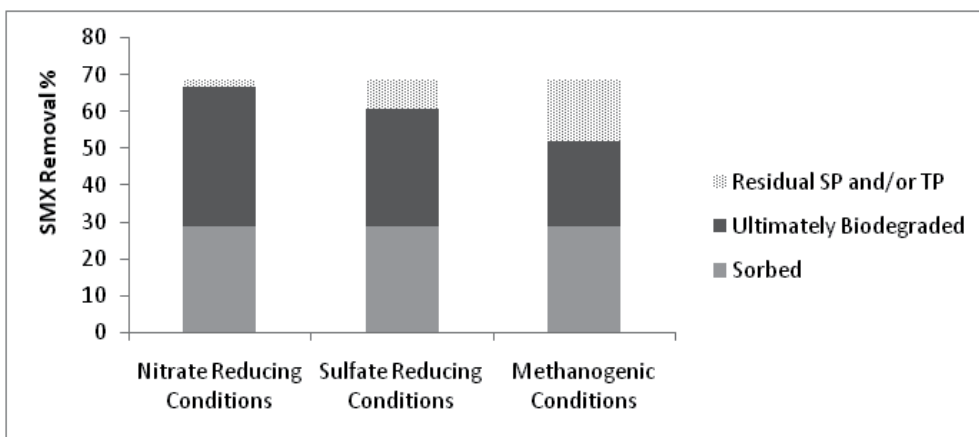 80
70
60
50
40
30
20
10
0
SMX Removal %
Nitrate Reducing
Conditions
Sulfate Reducing
Conditions
Methanogenic
Conditions
Residual SP and/or TP
Ultimately Biodegraded
Sorbed